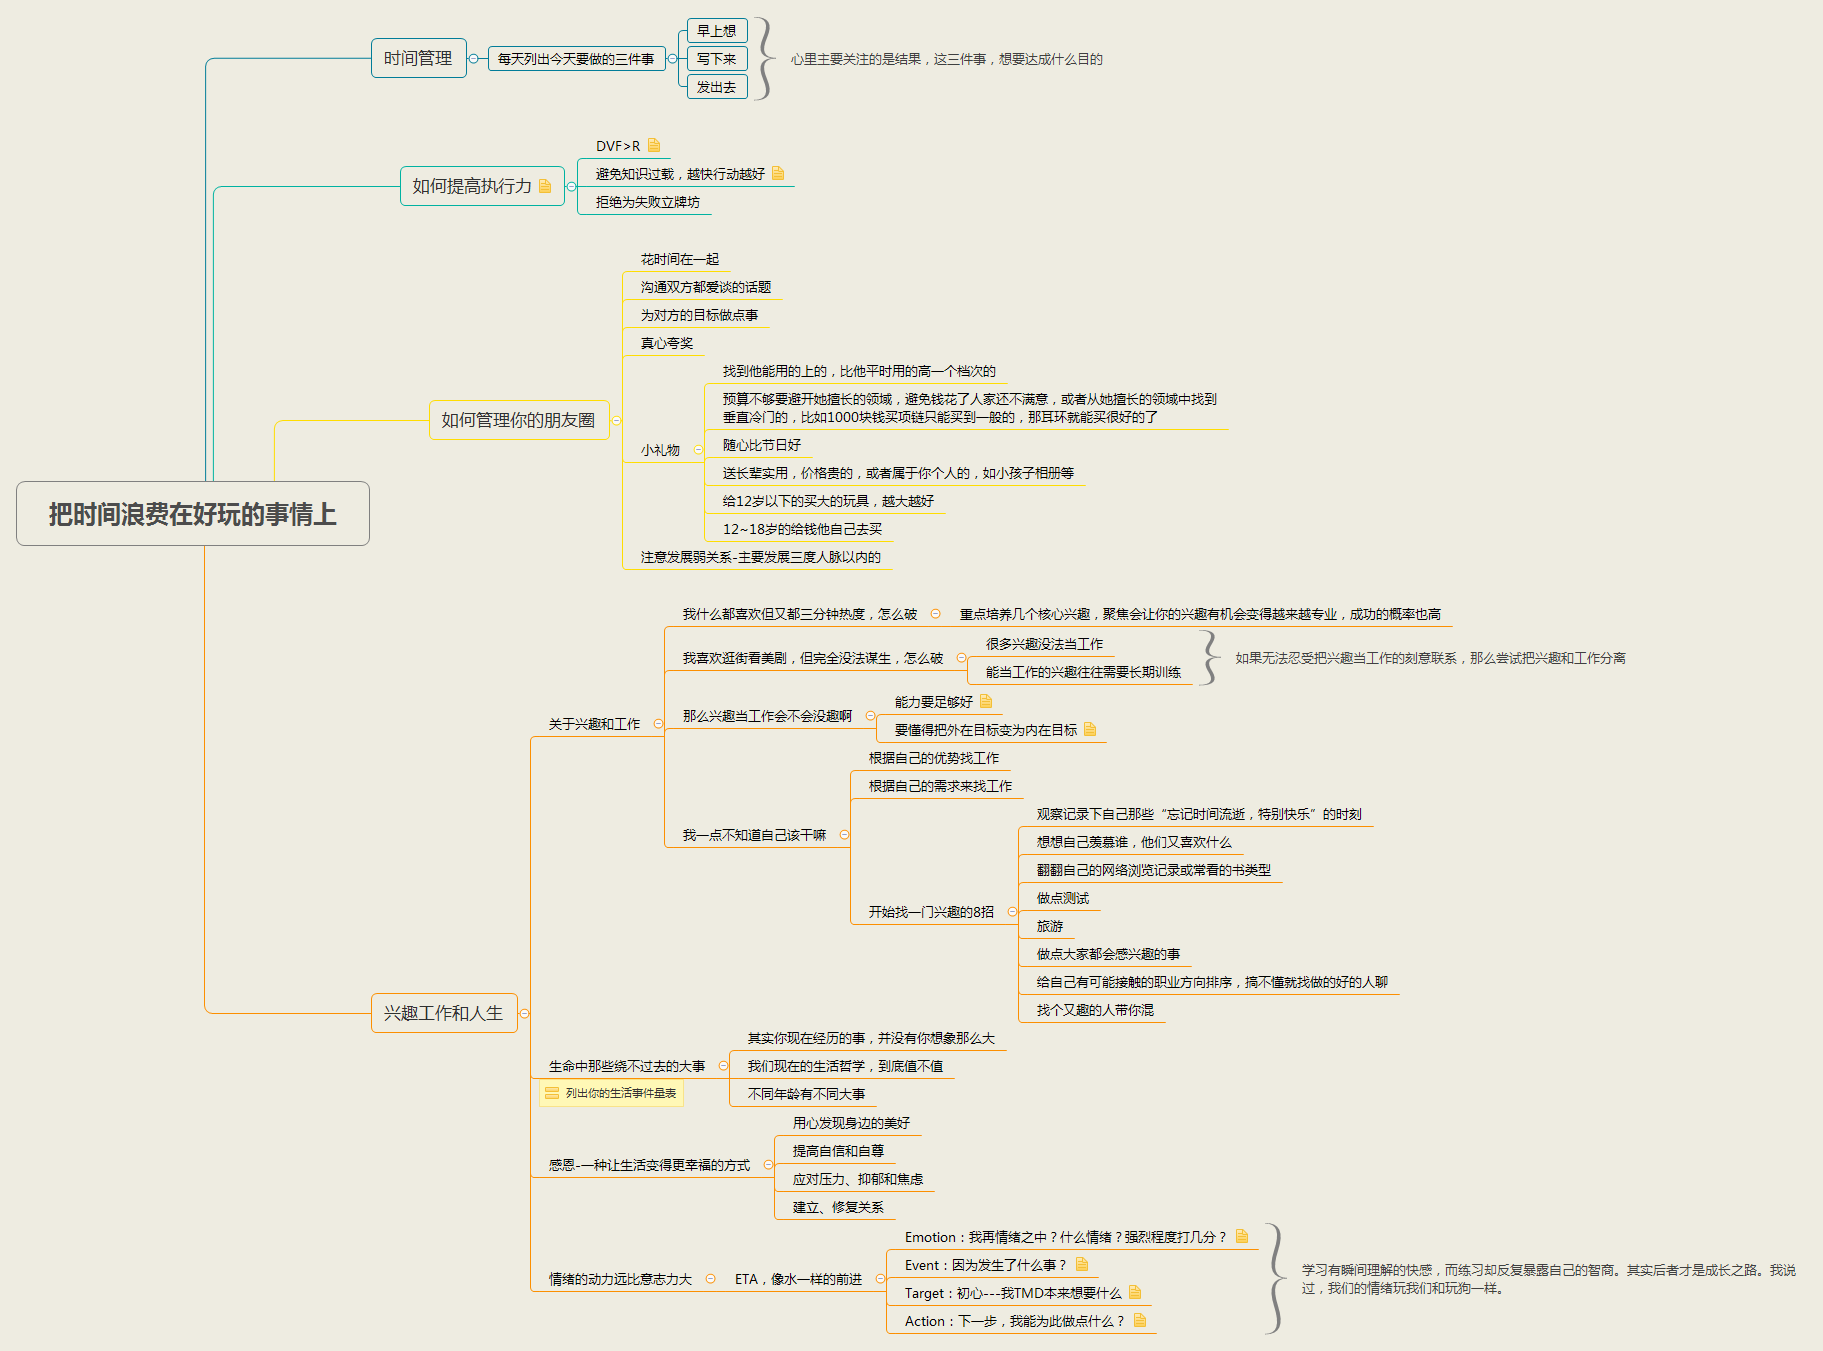 把时间浪费在好玩的事情上
时间管理
每天列出今天要做的三件事
早上想
写下来
发出去
心里主要关注的是结果，这三件事，想要达成什么目的
如何提高执行力
DVF>R
避免知识过载，越快行动越好
拒绝为失败立牌坊
如何管理你的朋友圈
花时间在一起
沟通双方都爱谈的话题
为对方的目标做点事
真心夸奖
小礼物
找到他能用的上的，比他平时用的高一个档次的
预算不够要避开她擅长的领域，避免钱花了人家还不满意，或者从她擅长的领域中找到
垂直冷门的，比如1000块钱买项链只能买到一般的，那耳环就能买很好的了
随心比节日好
送长辈实用，价格贵的，或者属于你个人的，如小孩子相册等
给12岁以下的买大的玩具，越大越好
12~18岁的给钱他自己去买
注意发展弱关系-主要发展三度人脉以内的
兴趣工作和人生
关于兴趣和工作
我什么都喜欢但又都三分钟热度，怎么破
重点培养几个核心兴趣，聚焦会让你的兴趣有机会变得越来越专业，成功的概率也高
我喜欢逛街看美剧，但完全没法谋生，怎么破
很多兴趣没法当工作
能当工作的兴趣往往需要长期训练
如果无法忍受把兴趣当工作的刻意联系，那么尝试把兴趣和工作分离
那么兴趣当工作会不会没趣啊
能力要足够好
要懂得把外在目标变为内在目标
我一点不知道自己该干嘛
根据自己的优势找工作
根据自己的需求来找工作
开始找一门兴趣的8招
观察记录下自己那些“忘记时间流逝，特别快乐”的时刻
想想自己羡慕谁，他们又喜欢什么
翻翻自己的网络浏览记录或常看的书类型
做点测试
旅游
做点大家都会感兴趣的事
给自己有可能接触的职业方向排序，搞不懂就找做的好的人聊
找个又趣的人带你混
生命中那些绕不过去的大事
列出你的生活事件量表
其实你现在经历的事，并没有你想象那么大
我们现在的生活哲学，到底值不值
不同年龄有不同大事
感恩-一种让生活变得更幸福的方式
用心发现身边的美好
提高自信和自尊
应对压力、抑郁和焦虑
建立、修复关系
情绪的动力远比意志力大
ETA，像水一样的前进
Emotion：我再情绪之中？什么情绪？强烈程度打几分？
Event：因为发生了什么事？
Target：初心---我TMD本来想要什么
Action：下一步，我能为此做点什么？
学习有瞬间理解的快感，而练习却反复暴露自己的智商。其实后者才是成长之路。我说
过，我们的情绪玩我们和玩狗一样。